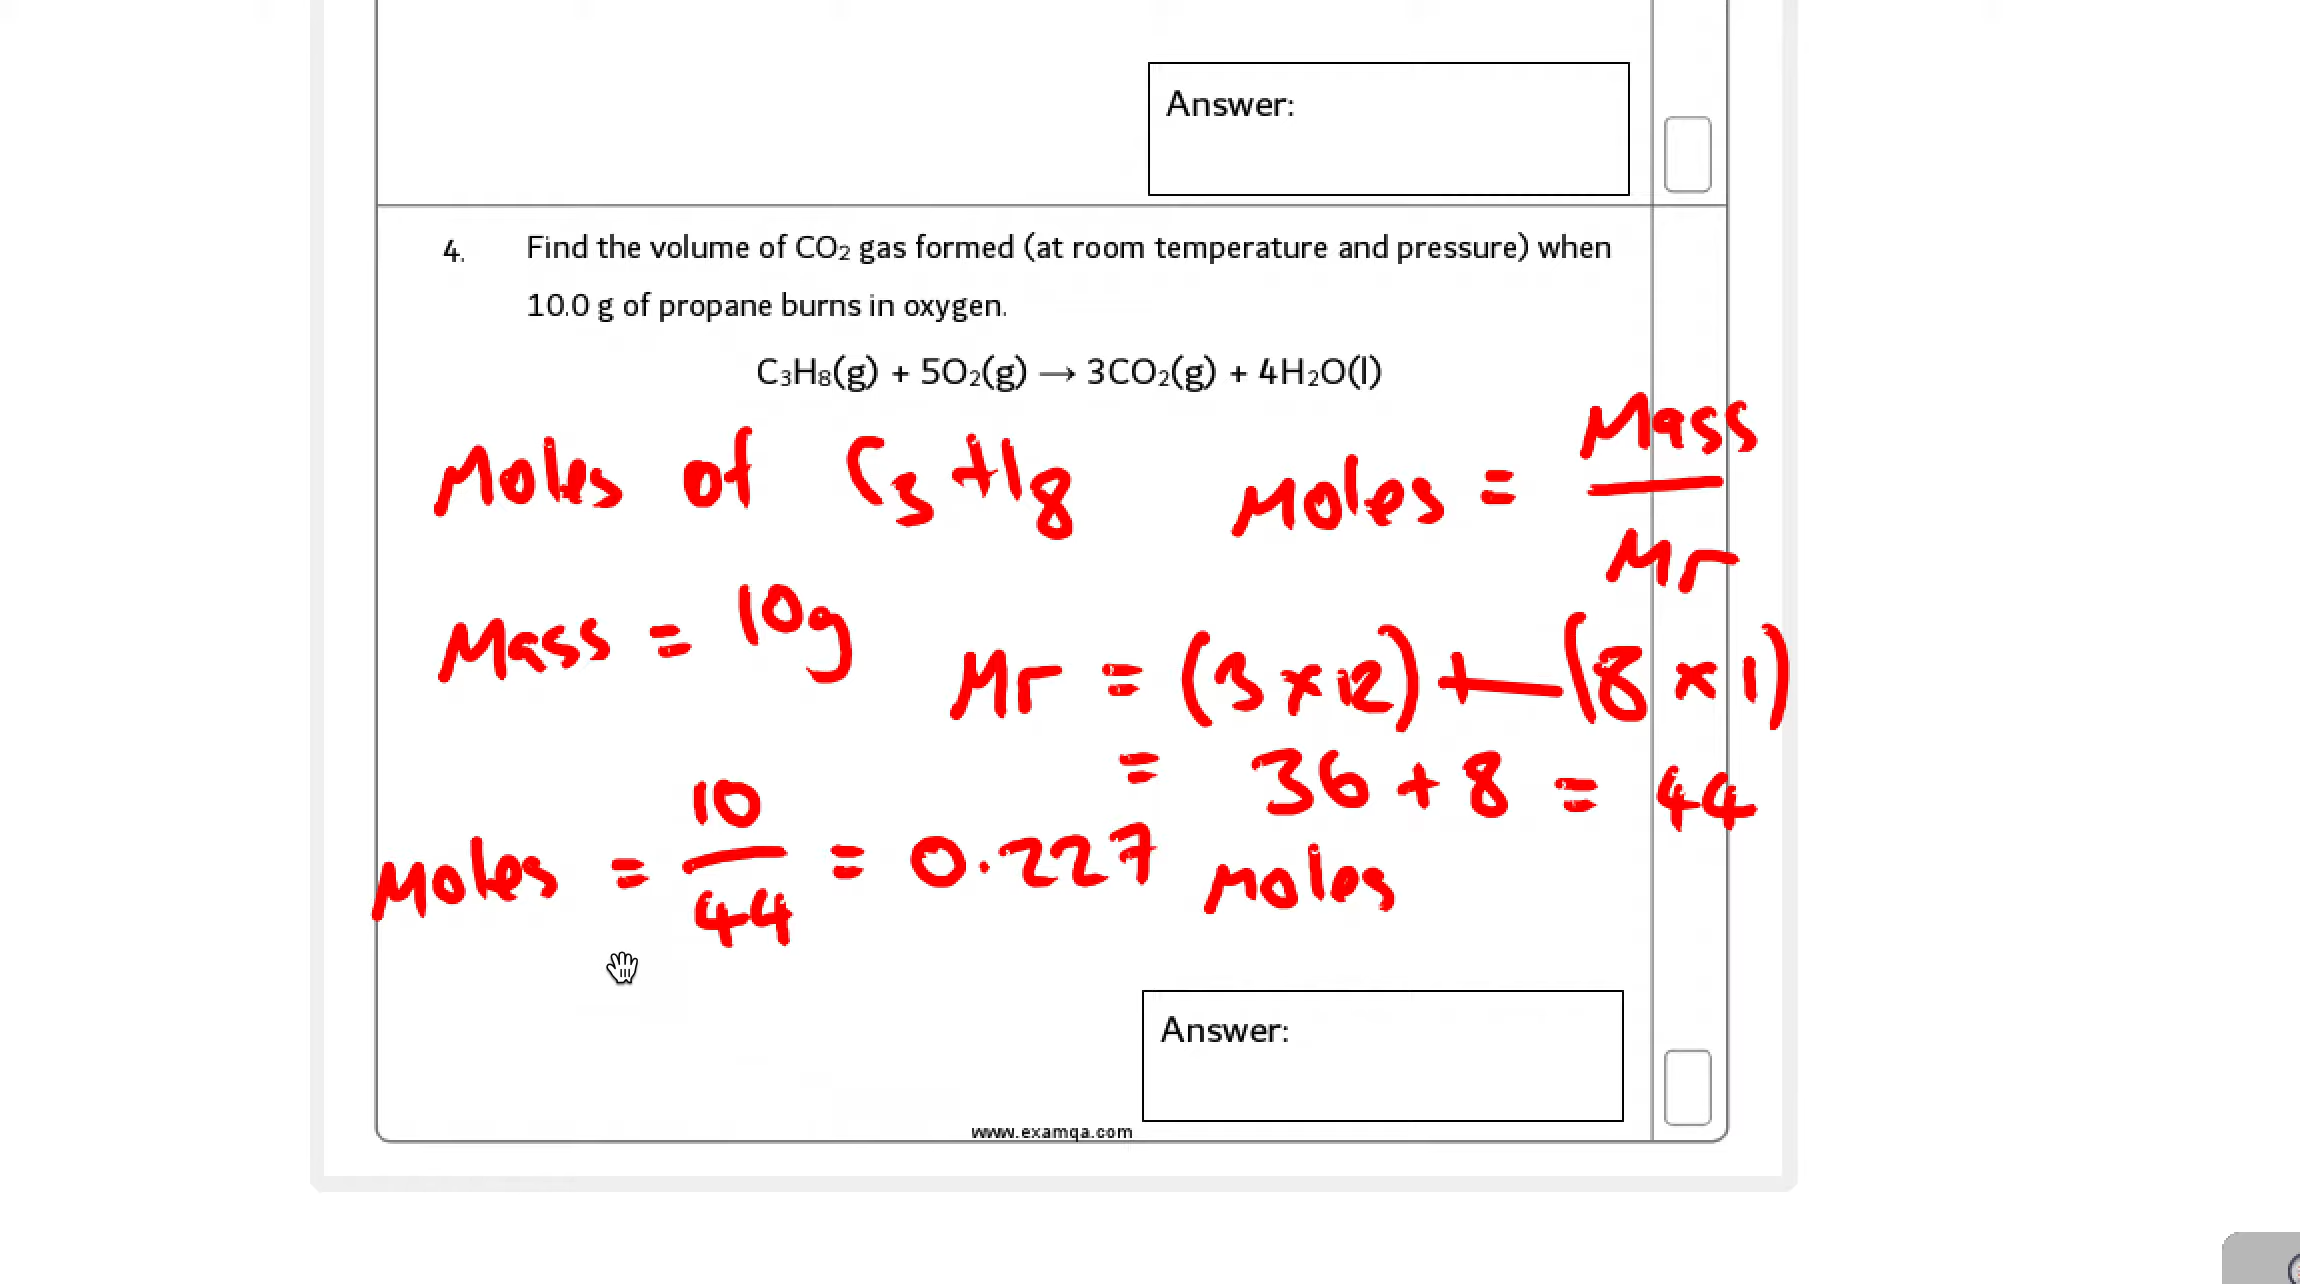 Answer:
4. Find the volume of CO₂ gas formed (at room temperature and pressure) when
10.0 g of propane burns in oxygen.
C₃H₈(g) + 5O₂(g) → 3CO₂(g) + 4H₂O(l)
Moles of C₃H₈ Moles = Mass / Mr
Mass = 10g
Mr = (3 × 12) + (8 × 1)
= 36 + 8 = 44
Moles = 10 / 44 = 0.227 moles
Answer:
www.examqa.com